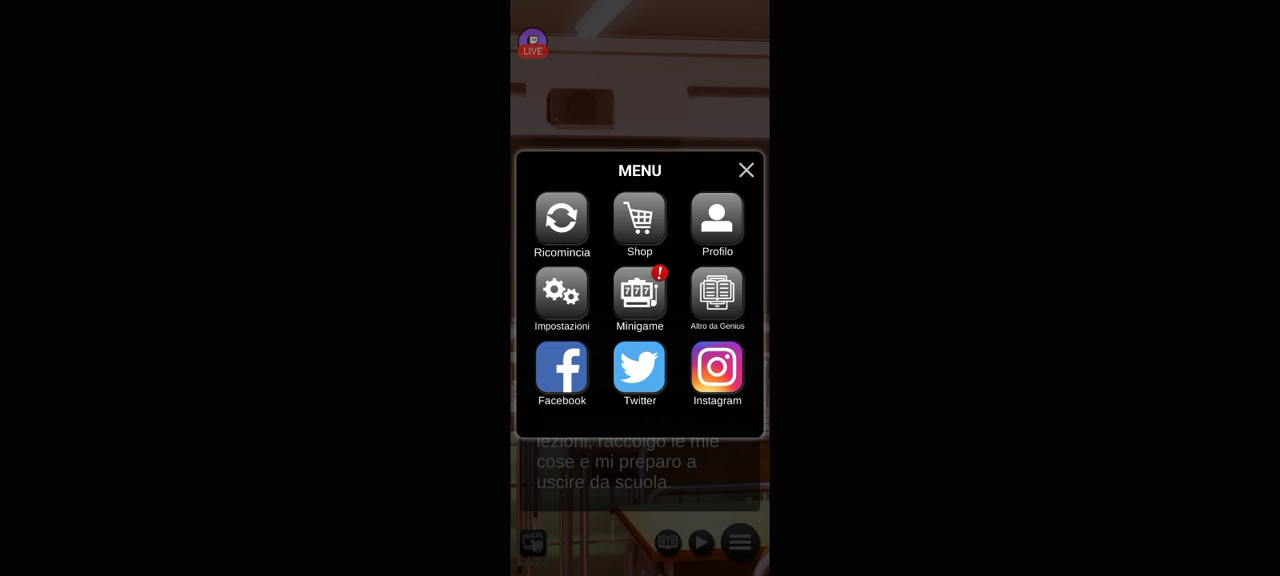 LIVE
MENU
Ricomincia
Shop
Profilo
Impostazioni
777
Minigame
Altro da Genius
Facebook
Twitter
Instagram
lezioni, raccolgo le mie
cose e mi preparo a
uscire da scuola.